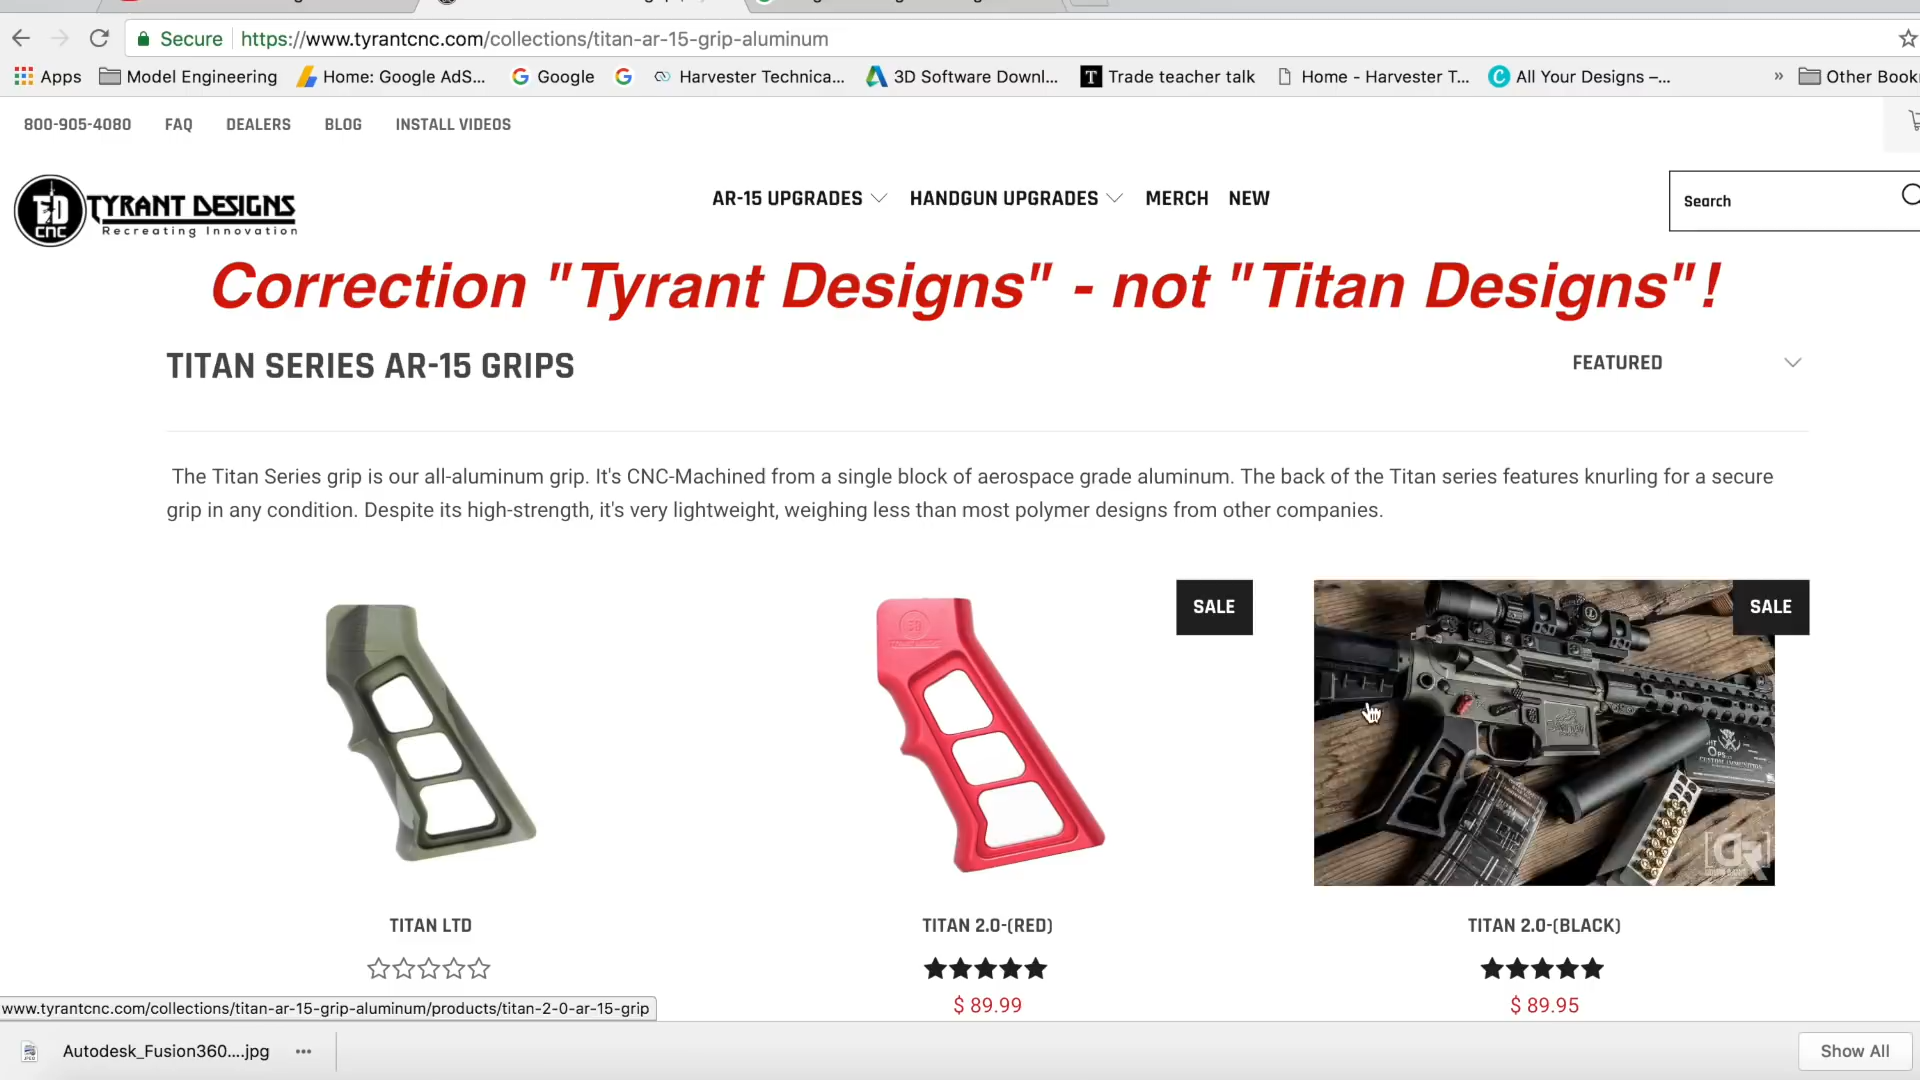 Secure
https://www.tyrantcnc.com/collections/titan-ar-15-grip-aluminum
Apps Model Engineering Home: Google AdS... Google Harvester Technica... 3D Software Downl... Trade teacher talk Home - Harvester T... All Your Designs –... » Other Book
800-905-4080 FAQ DEALERS BLOG INSTALL VIDEOS
TYRANT DESIGNS
CNC
Recreating Innovation
AR-15 UPGRADES HANDGUN UPGRADES MERCH NEW
Search
Correction "Tyrant Designs" - not "Titan Designs"!
TITAN SERIES AR-15 GRIPS
FEATURED
The Titan Series grip is our all-aluminum grip. It's CNC-Machined from a single block of aerospace grade aluminum. The back of the Titan series features knurling for a secure
grip in any condition. Despite its high-strength, it's very lightweight, weighing less than most polymer designs from other companies.
SALE
SALE
CUSTOM AMMUNITION
TITAN LTD
TITAN 2.0-(RED)
TITAN 2.0-(BLACK)
$ 89.99
$ 89.95
www.tyrantcnc.com/collections/titan-ar-15-grip-aluminum/products/titan-2-0-ar-15-grip
Autodesk_Fusion360....jpg
Show All